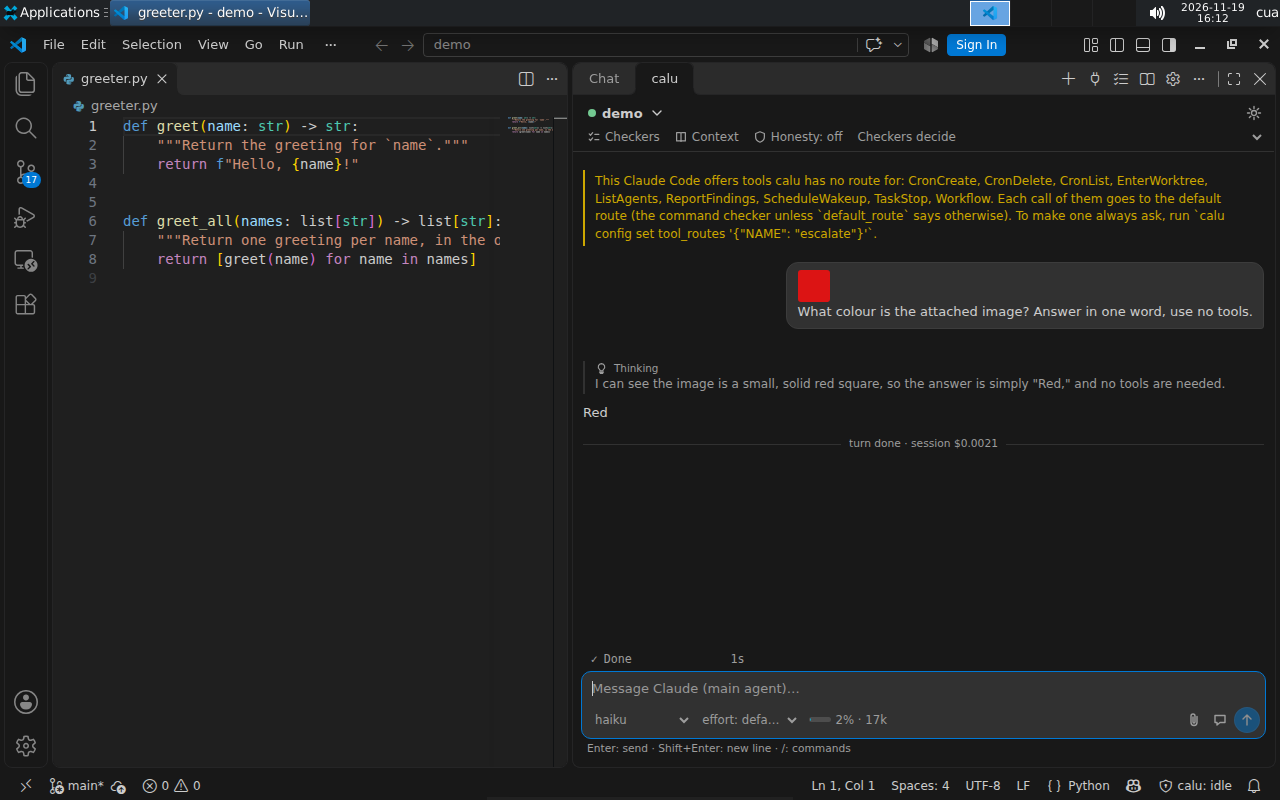 Applications
greeter.py - demo - Visu...
2026-11-19
16:12
cua
File Edit Selection View Go Run ···
demo
Sign In
greeter.py
Chat calu
greeter.py
17
1 def greet(name: str) -> str:
2 """Return the greeting for `name`."""
3 return f"Hello, {name}!"
4
5
6 def greet_all(names: list[str]) -> list[str]:
7 """Return one greeting per name, in the o
8 return [greet(name) for name in names]
9
demo
Checkers Context Honesty: off Checkers decide
This Claude Code offers tools calu has no route for: CronCreate, CronDelete, CronList, EnterWorktree,
ListAgents, ReportFindings, ScheduleWakeup, TaskStop, Workflow. Each call of them goes to the default
route (the command checker unless `default_route` says otherwise). To make one always ask, run `calu
config set tool_routes '{"NAME": "escalate"}'`.
What colour is the attached image? Answer in one word, use no tools.
Thinking
I can see the image is a small, solid red square, so the answer is simply "Red," and no tools are needed.
Red
turn done · session $0.0021
✓ Done 1s
Message Claude (main agent)...
haiku effort: defa... 2% · 17k
Enter: send · Shift+Enter: new line · /: commands
main* 0 0 Ln 1, Col 1 Spaces: 4 UTF-8 LF { } Python calu: idle